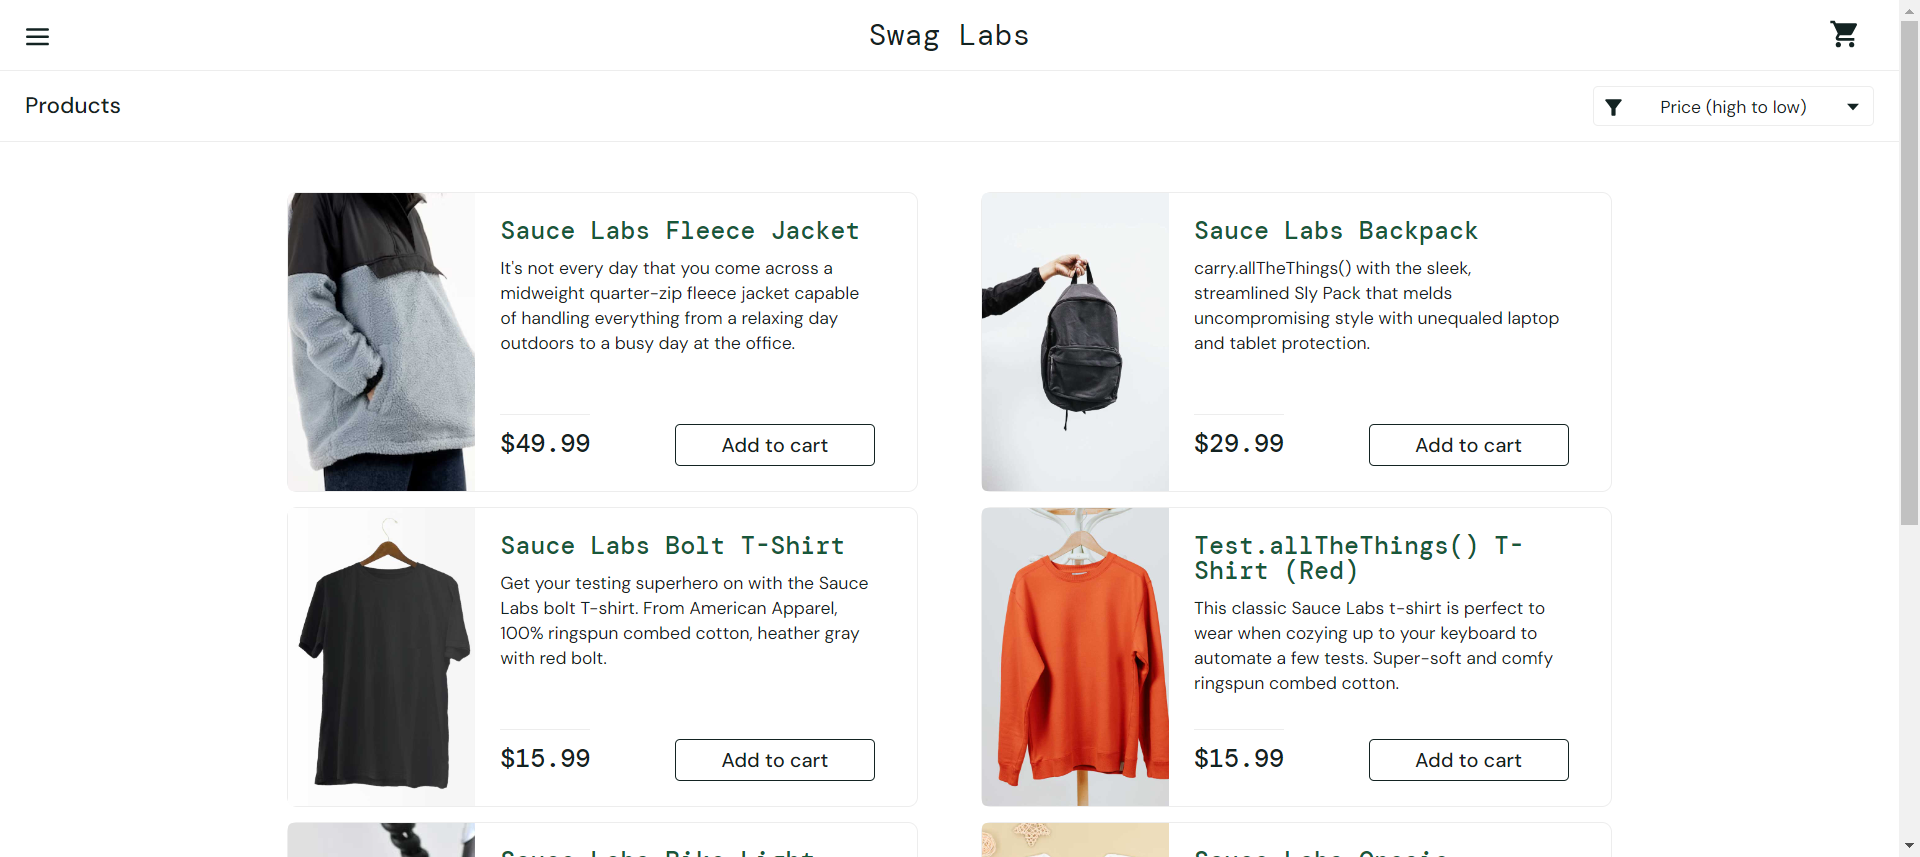 Swag Labs
Products
Price (high to low)
Sauce Labs Fleece Jacket
It's not every day that you come across a
midweight quarter-zip fleece jacket capable
of handling everything from a relaxing day
outdoors to a busy day at the office.
$49.99
Add to cart
Sauce Labs Backpack
carry.allTheThings() with the sleek,
streamlined Sly Pack that melds
uncompromising style with unequaled laptop
and tablet protection.
$29.99
Add to cart
Sauce Labs Bolt T-Shirt
Get your testing superhero on with the Sauce
Labs bolt T-shirt. From American Apparel,
100% ringspun combed cotton, heather gray
with red bolt.
$15.99
Add to cart
Test.allTheThings() T-
Shirt (Red)
This classic Sauce Labs t-shirt is perfect to
wear when cozying up to your keyboard to
automate a few tests. Super-soft and comfy
ringspun combed cotton.
$15.99
Add to cart
Sauce Labs Bike Light
Sauce Labs Onesie